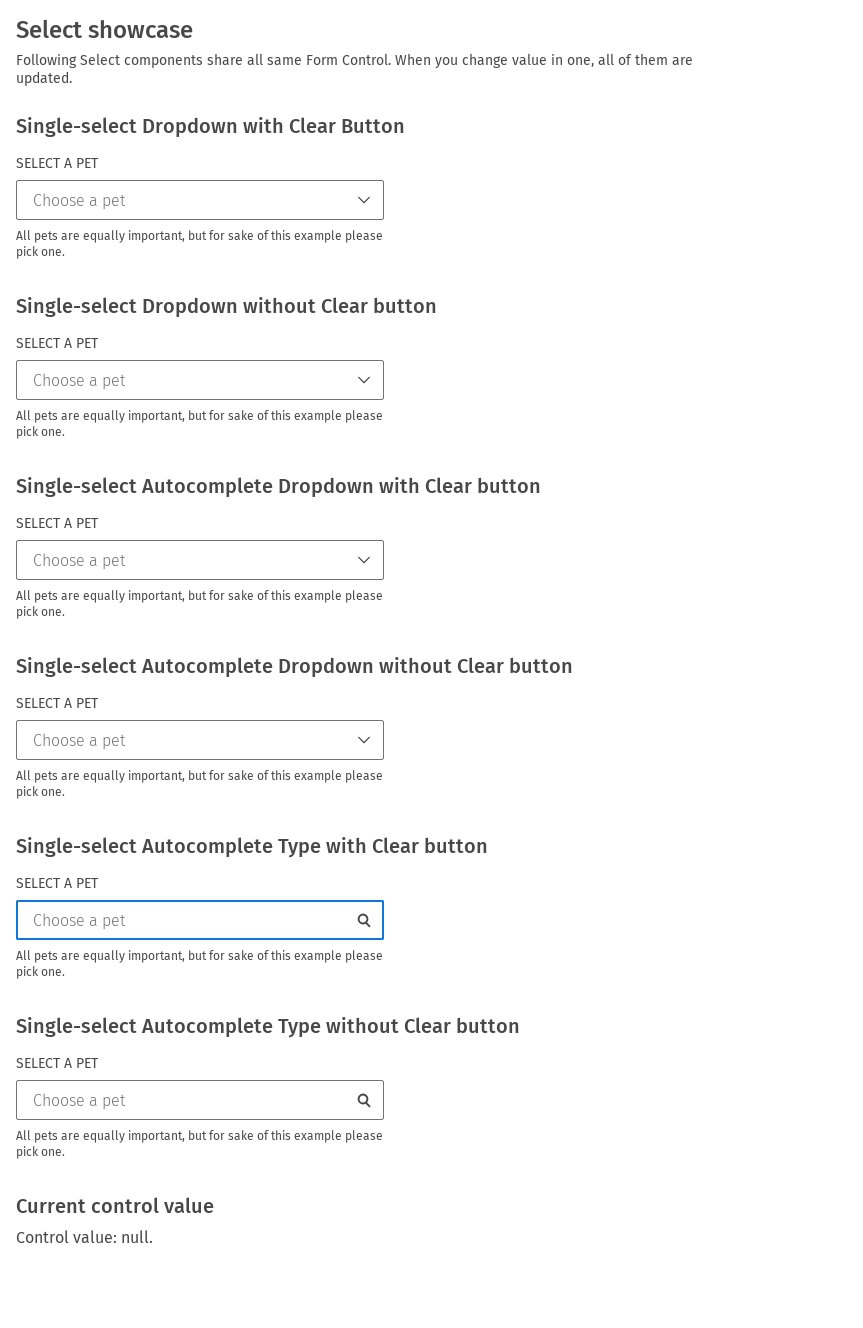 Select showcase
Following Select components share all same Form Control. When you change value in one, all of them are
updated.
Single-select Dropdown with Clear Button
SELECT A PET
Choose a pet
All pets are equally important, but for sake of this example please
pick one.
Single-select Dropdown without Clear button
SELECT A PET
Choose a pet
All pets are equally important, but for sake of this example please
pick one.
Single-select Autocomplete Dropdown with Clear button
SELECT A PET
Choose a pet
All pets are equally important, but for sake of this example please
pick one.
Single-select Autocomplete Dropdown without Clear button
SELECT A PET
Choose a pet
All pets are equally important, but for sake of this example please
pick one.
Single-select Autocomplete Type with Clear button
SELECT A PET
Choose a pet
All pets are equally important, but for sake of this example please
pick one.
Single-select Autocomplete Type without Clear button
SELECT A PET
Choose a pet
All pets are equally important, but for sake of this example please
pick one.
Current control value
Control value: null.